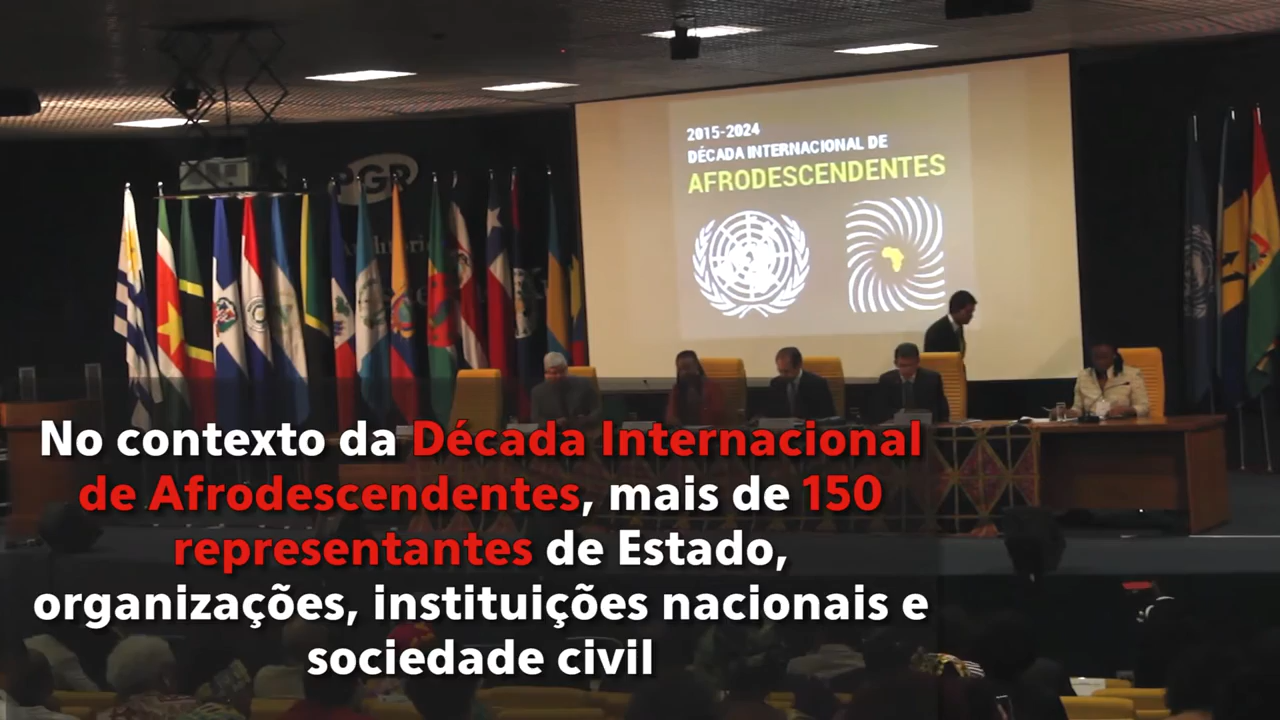 2015-2024
DÉCADA INTERNACIONAL DE
AFRODESCENDENTES
PGR
No contexto da Década Internacional
de Afrodescendentes, mais de 150
representantes de Estado,
organizações, instituições nacionais e
sociedade civil